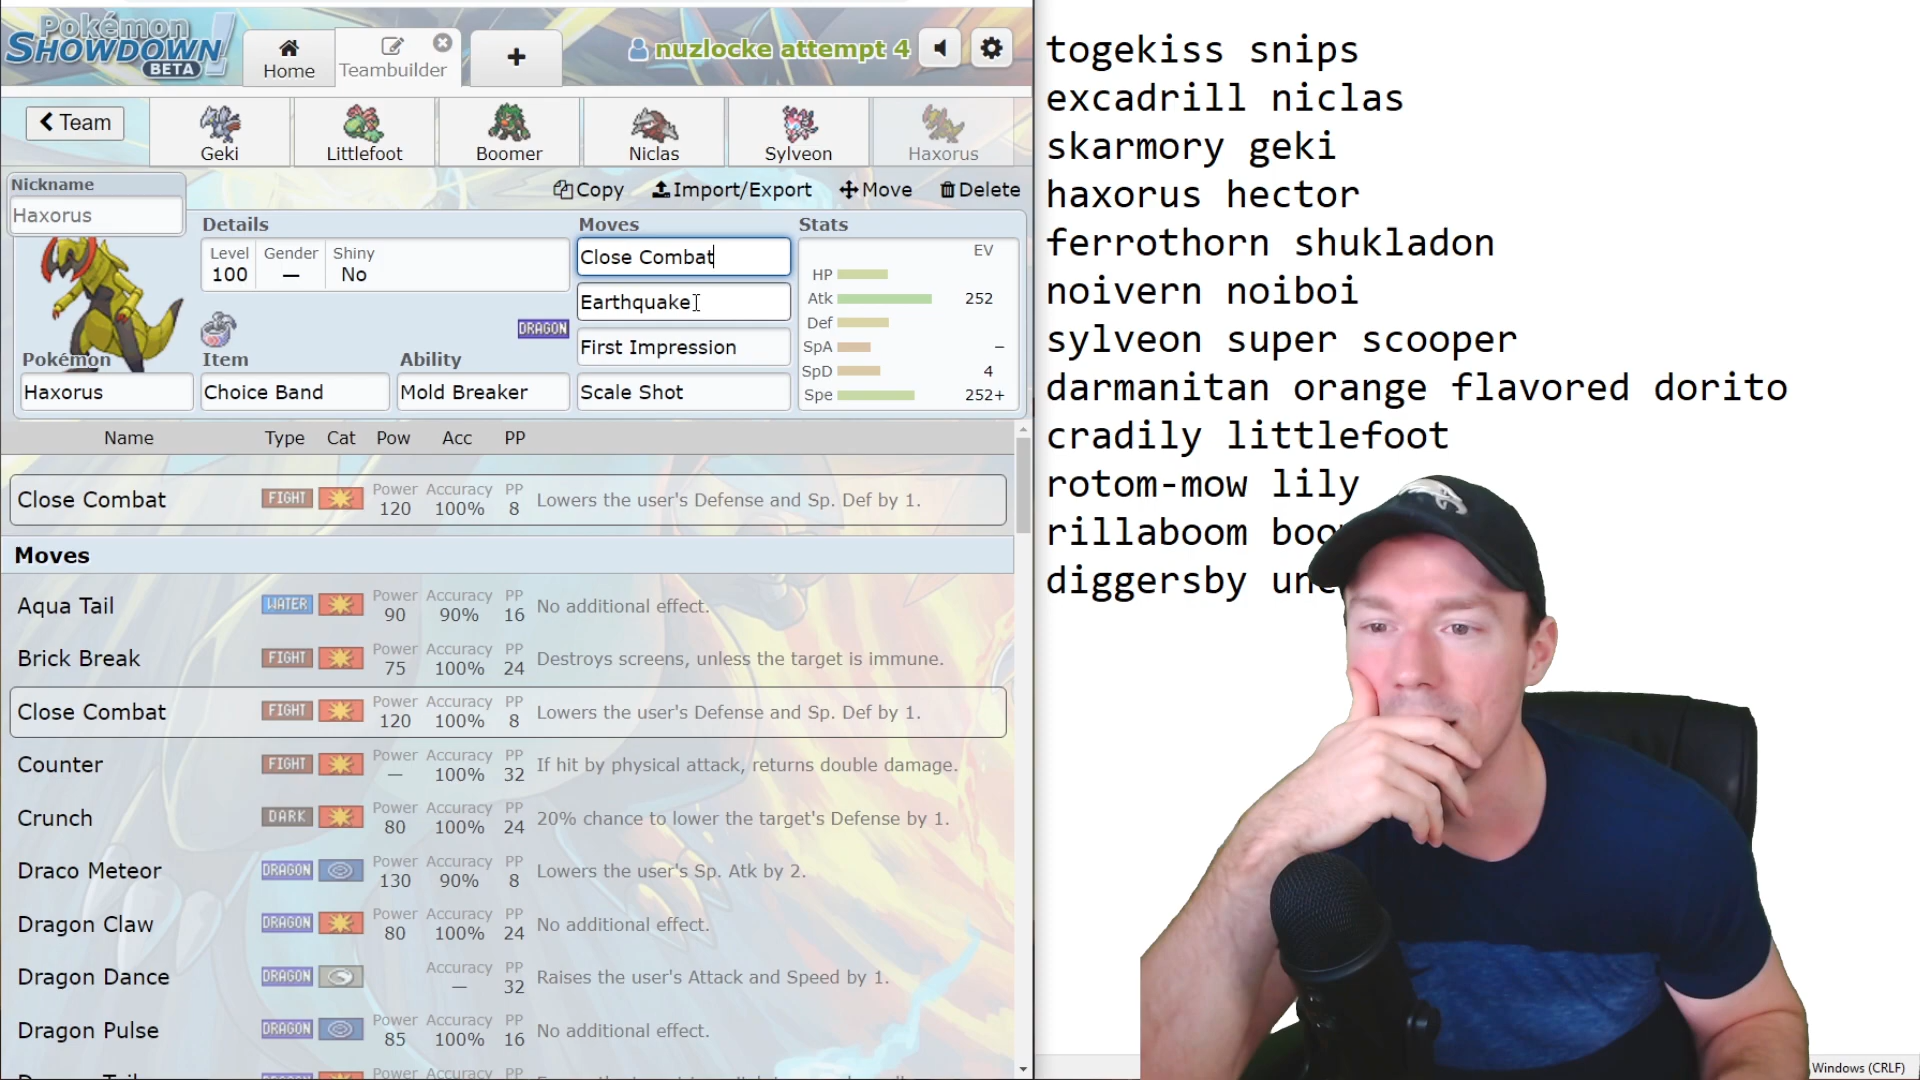 Pokémon
SHOWDOWN!
BETA
Home
Teambuilder
+
nuzlocke attempt 4
Team
Geki
Littlefoot
Boomer
Niclas
Sylveon
Haxorus
Copy
Import/Export
Move
Delete
Nickname
Haxorus
Details
Level
100
Gender
—
Shiny
No
DRAGON
Pokémon
Haxorus
Item
Choice Band
Ability
Mold Breaker
Moves
Close Combat
Earthquake
First Impression
Scale Shot
Stats
EV
HP
Atk 252
Def
SpA –
SpD 4
Spe 252+
Name Type Cat Pow Acc PP
Close Combat FIGHT Power 120 Accuracy 100% PP 8 Lowers the user's Defense and Sp. Def by 1.
Moves
Aqua Tail WATER Power 90 Accuracy 90% PP 16 No additional effect.
Brick Break FIGHT Power 75 Accuracy 100% PP 24 Destroys screens, unless the target is immune.
Close Combat FIGHT Power 120 Accuracy 100% PP 8 Lowers the user's Defense and Sp. Def by 1.
Counter FIGHT Power — Accuracy 100% PP 32 If hit by physical attack, returns double damage.
Crunch DARK Power 80 Accuracy 100% PP 24 20% chance to lower the target's Defense by 1.
Draco Meteor DRAGON Power 130 Accuracy 90% PP 8 Lowers the user's Sp. Atk by 2.
Dragon Claw DRAGON Power 80 Accuracy 100% PP 24 No additional effect.
Dragon Dance DRAGON Accuracy — PP 32 Raises the user's Attack and Speed by 1.
Dragon Pulse DRAGON Power 85 Accuracy 100% PP 16 No additional effect.
Power Accuracy PP
togekiss snips
excadrill niclas
skarmory geki
haxorus hector
ferrothorn shukladon
noivern noiboi
sylveon super scooper
darmanitan orange flavored dorito
cradily littlefoot
rotom-mow lily
rillaboom
diggersby
Windows (CRLF)